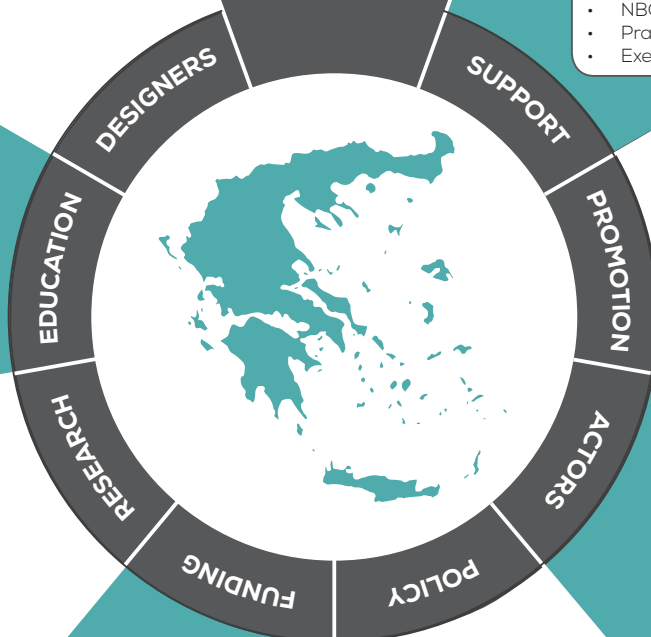 DESIGNERS
SUPPORT
PROMOTION
ACTORS
POLICY
FUNDING
RESEARCH
EDUCATION